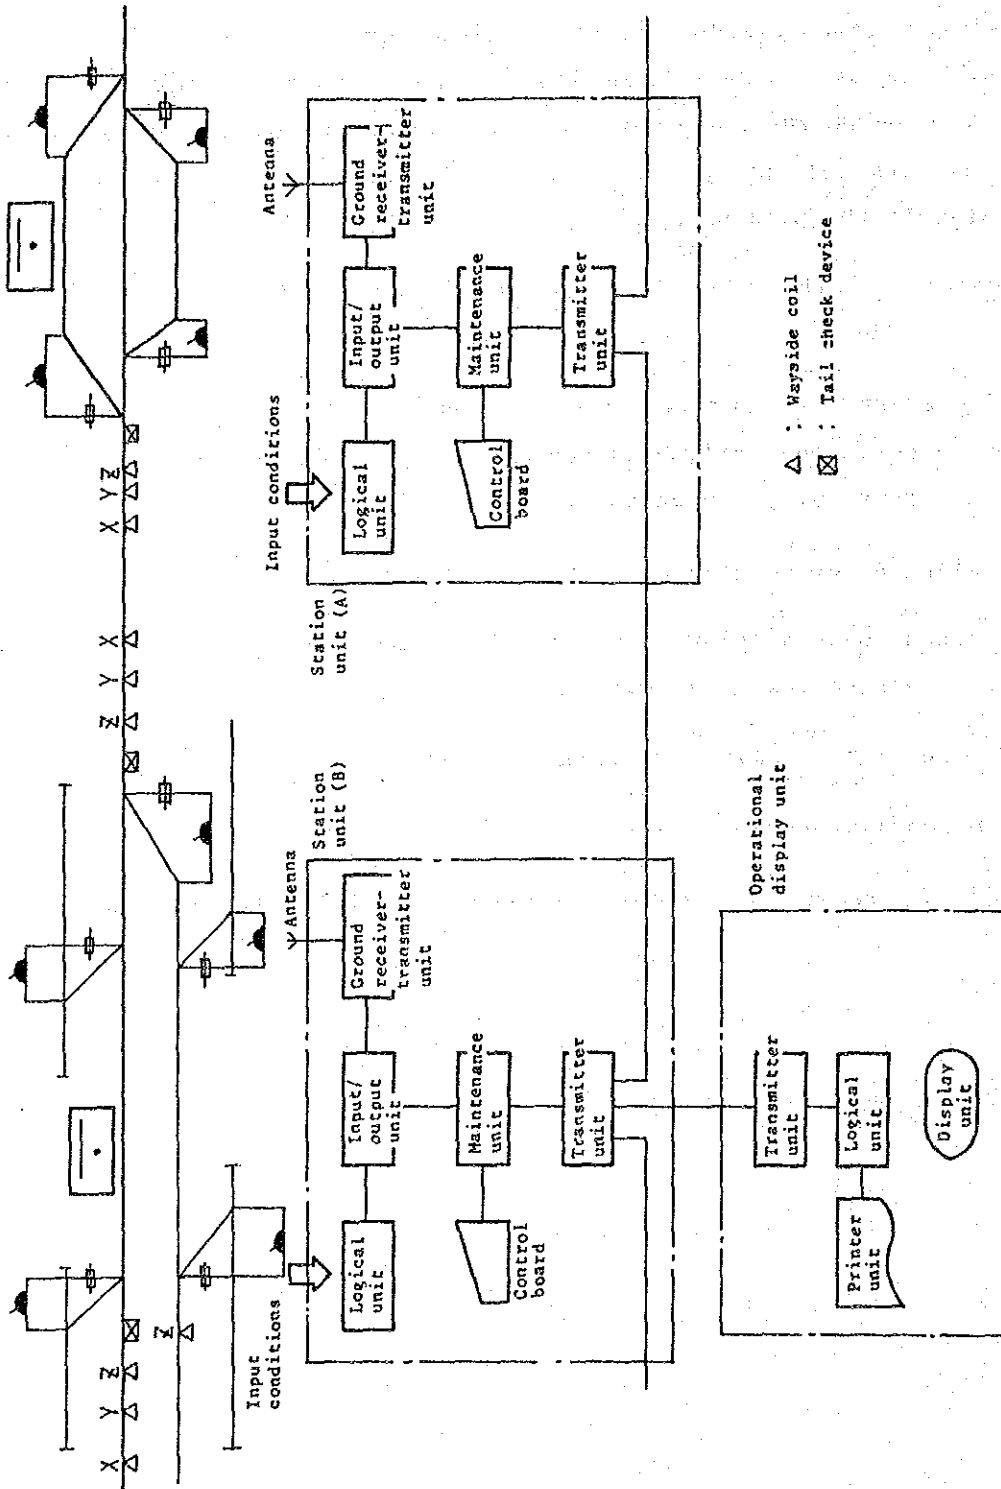 X
Y
Z
Z
Z
Y
X
X
Y
Z
Input
conditions
Antenna
Station
unit (B)
Logical
unit
Input/
output
unit
Ground
receiver-
transmitter
unit
Control
board
Maintenance
unit
Transmitter
unit
Input conditions
Antenna
Station
unit (A)
Logical
unit
Input/
output
unit
Ground
receiver-
transmitter
unit
Control
board
Maintenance
unit
Transmitter
unit
Operational
display unit
Transmitter
unit
Printer
unit
Logical
unit
Display
unit
: Wayside coil
: Tail check device